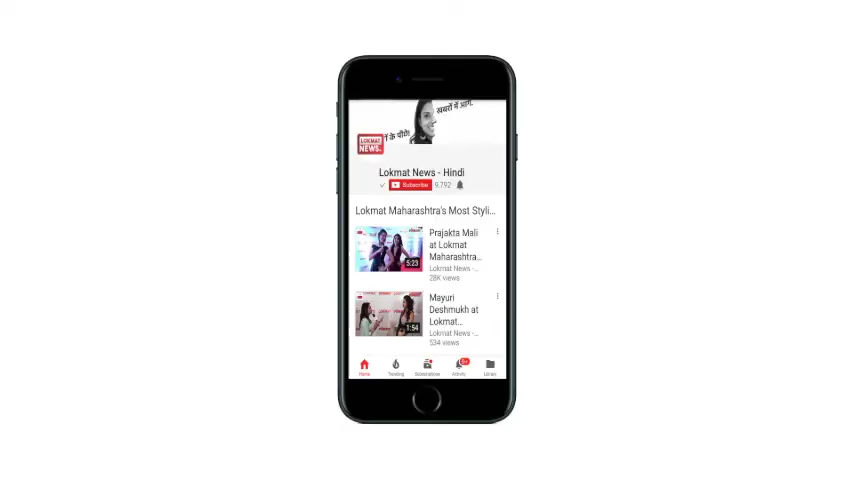 खबरों में आगे,
के पीछे!
LOKMAT
NEWS
Lokmat News - Hindi
Subscribe 9,792
Lokmat Maharashtra's Most Styli...
Prajakta Mali
at Lokmat
Maharashtra...
Lokmat News -...
28K views
5:23
Mayuri
Deshmukh at
Lokmat...
Lokmat News -...
534 views
1:54
Home Trending Subscriptions Activity Library
9+